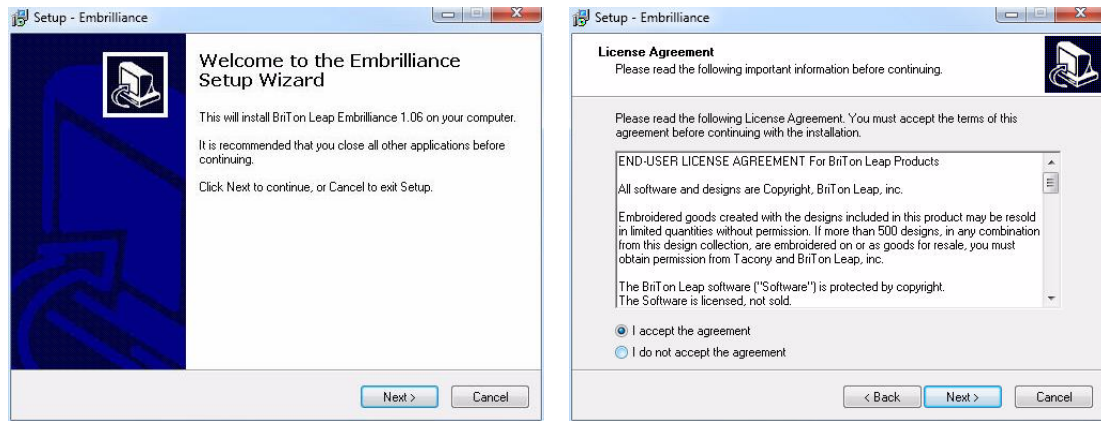 Setup - Embrilliance
Welcome to the Embrilliance
Setup Wizard
This will install BriTon Leap Embrilliance 1.06 on your computer.
It is recommended that you close all other applications before
continuing.
Click Next to continue, or Cancel to exit Setup.
Next >
Cancel
Setup - Embrilliance
License Agreement
Please read the following important information before continuing.
Please read the following License Agreement. You must accept the terms of this
agreement before continuing with the installation.
END-USER LICENSE AGREEMENT For BriTon Leap Products
All software and designs are Copyright, BriTon Leap, inc.
Embroidered goods created with the designs included in this product may be resold
in limited quantities without permission. If more than 500 designs, in any combination
from this design collection, are embroidered on or as goods for resale, you must
obtain permission from Tacony and BriTon Leap, inc.
The BriTon Leap software ("Software") is protected by copyright.
The Software is licensed, not sold.
I accept the agreement
I do not accept the agreement
< Back
Next >
Cancel